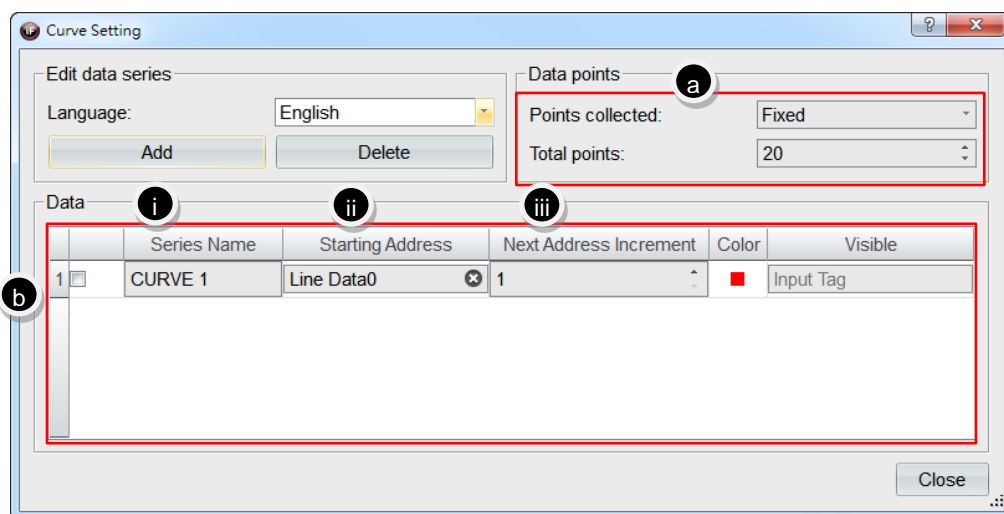 Curve Setting
Edit data series
Language: English
Add Delete
Data points
a
Points collected: Fixed
Total points: 20
Data
i ii iii
Series Name Starting Address Next Address Increment Color Visible
1 CURVE 1 Line Data0 1 Input Tag
b
Close